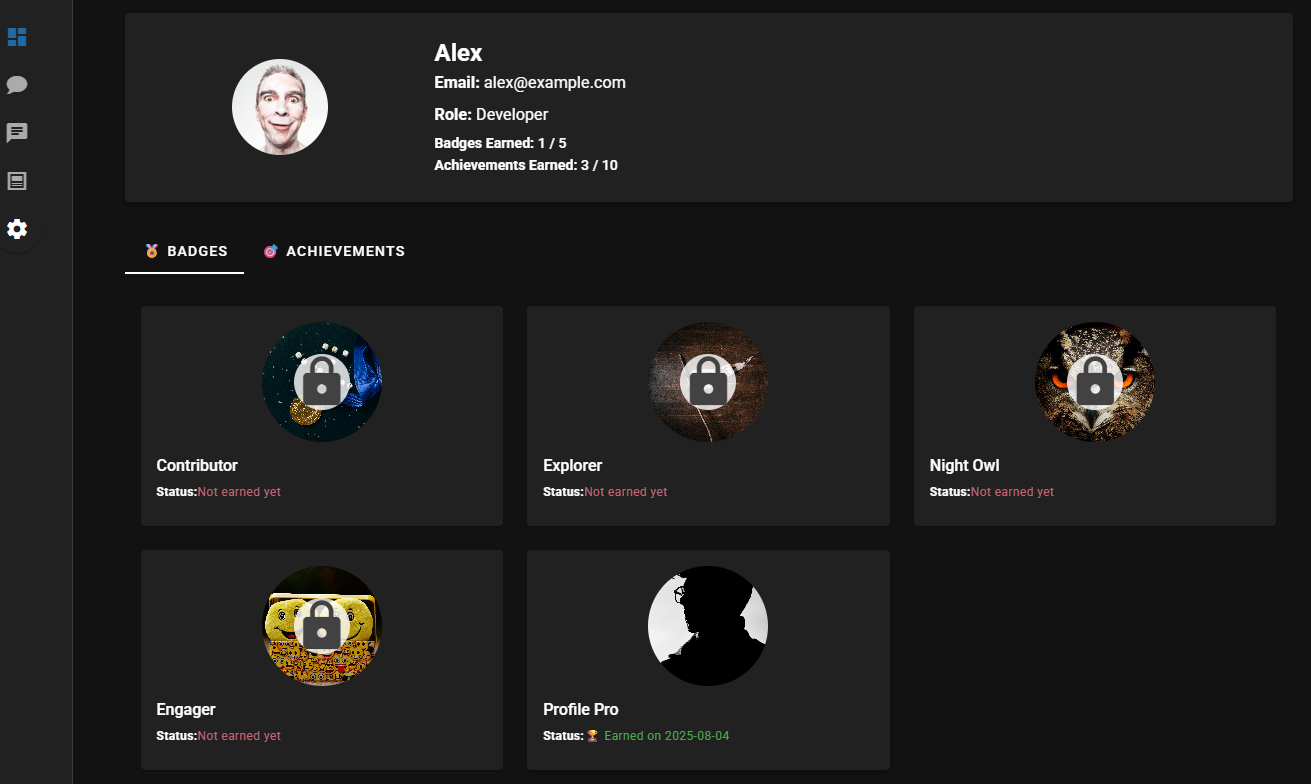 Alex
Email: alex@example.com
Role: Developer
Badges Earned: 1 / 5
Achievements Earned: 3 / 10
🏅 BADGES 🎯 ACHIEVEMENTS
Contributor
Status:Not earned yet
Explorer
Status:Not earned yet
Night Owl
Status:Not earned yet
Engager
Status:Not earned yet
Profile Pro
Status: 🏆 Earned on 2025-08-04